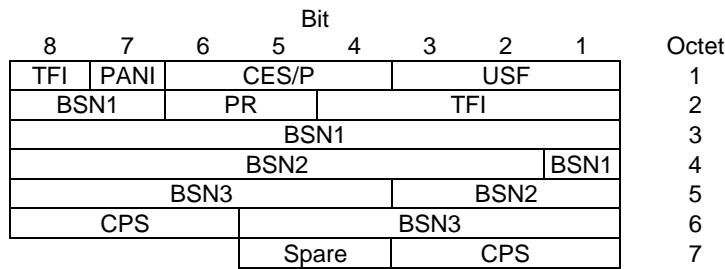 Bit
8 7 6 5 4 3 2 1 Octet
TFI PANI CES/P USF 1
BSN1 PR TFI 2
BSN1 3
BSN2 BSN1 4
BSN3 BSN2 5
CPS BSN3 6
Spare CPS 7